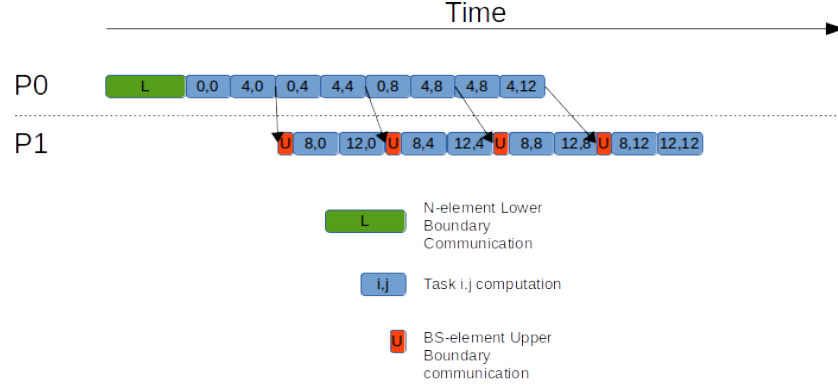 Time
P0
L 0,0 4,0 0,4 4,4 0,8 4,8 4,8 4,12
P1
U 8,0 12,0 U 8,4 12,4 U 8,8 12,8 U 8,12 12,12
L
N-element Lower
Boundary
Communication
i,j
Task i,j computation
U
BS-element Upper
Boundary
communication